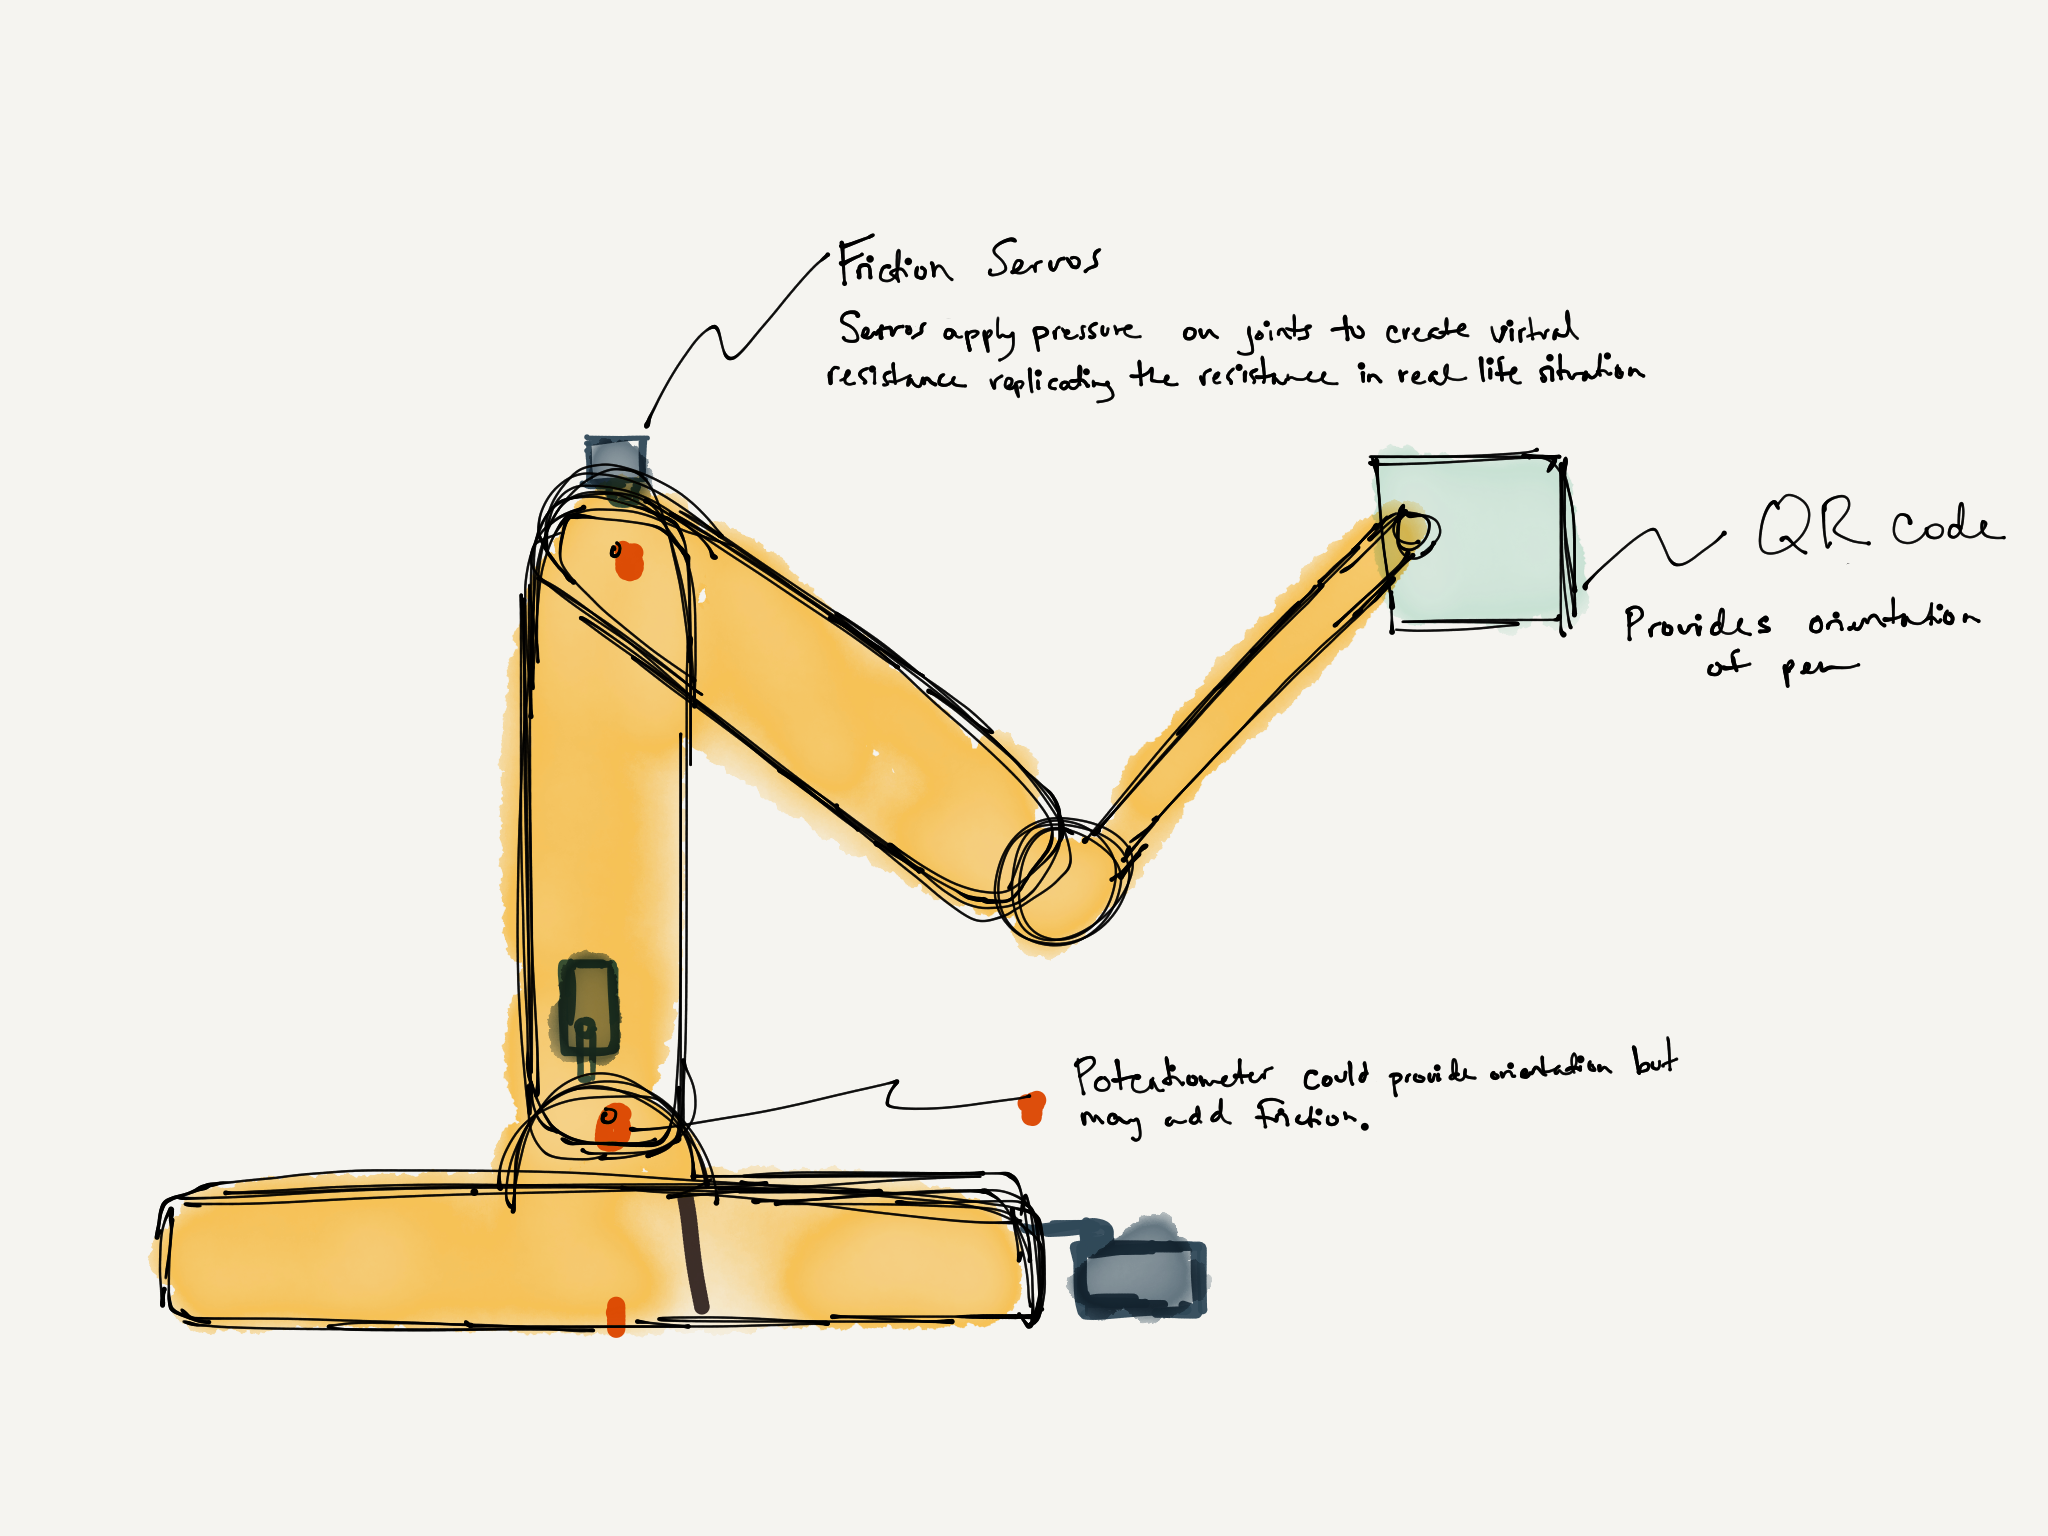 Friction Servos
Servos apply pressure on joints to create virtual
resistance replicating the resistance in real life situation
QR code
Provides orientation
of pen
Potentiometer could provide orientation but
may add friction.